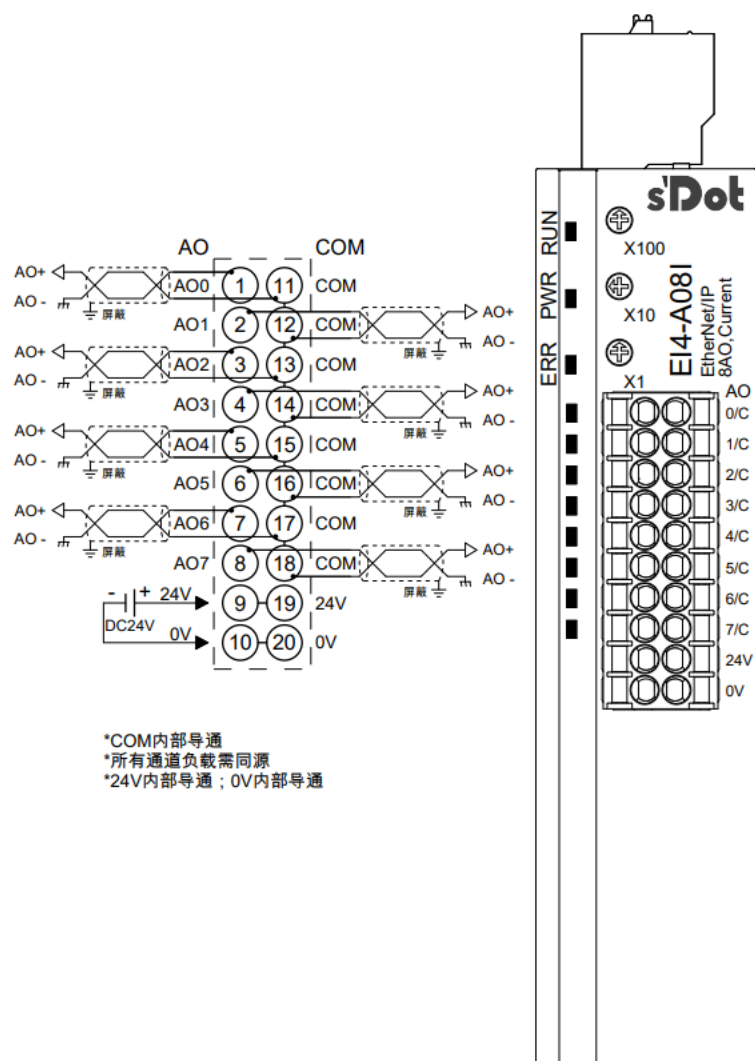 AO COM
AO+ AO0 1 11 COM
AO - 屏蔽
AO1 2 12 COM AO+
屏蔽 AO -
AO+ AO2 3 13 COM
AO - 屏蔽
AO3 4 14 COM AO+
屏蔽 AO -
AO+ AO4 5 15 COM
AO - 屏蔽
AO5 6 16 COM AO+
屏蔽 AO -
AO+ AO6 7 17 COM
AO - 屏蔽
AO7 8 18 COM AO+
屏蔽 AO -
- + 24V 9 19 24V
DC24V
0V 10 20 0V
*COM内部导通
*所有通道负载需同源
*24V内部导通；0V内部导通
s'Dot
RUN
PWR
ERR
X100
X10
X1
EI4-A08I
EtherNet/IP
8AO,Current
AO
0/C
1/C
2/C
3/C
4/C
5/C
6/C
7/C
24V
0V